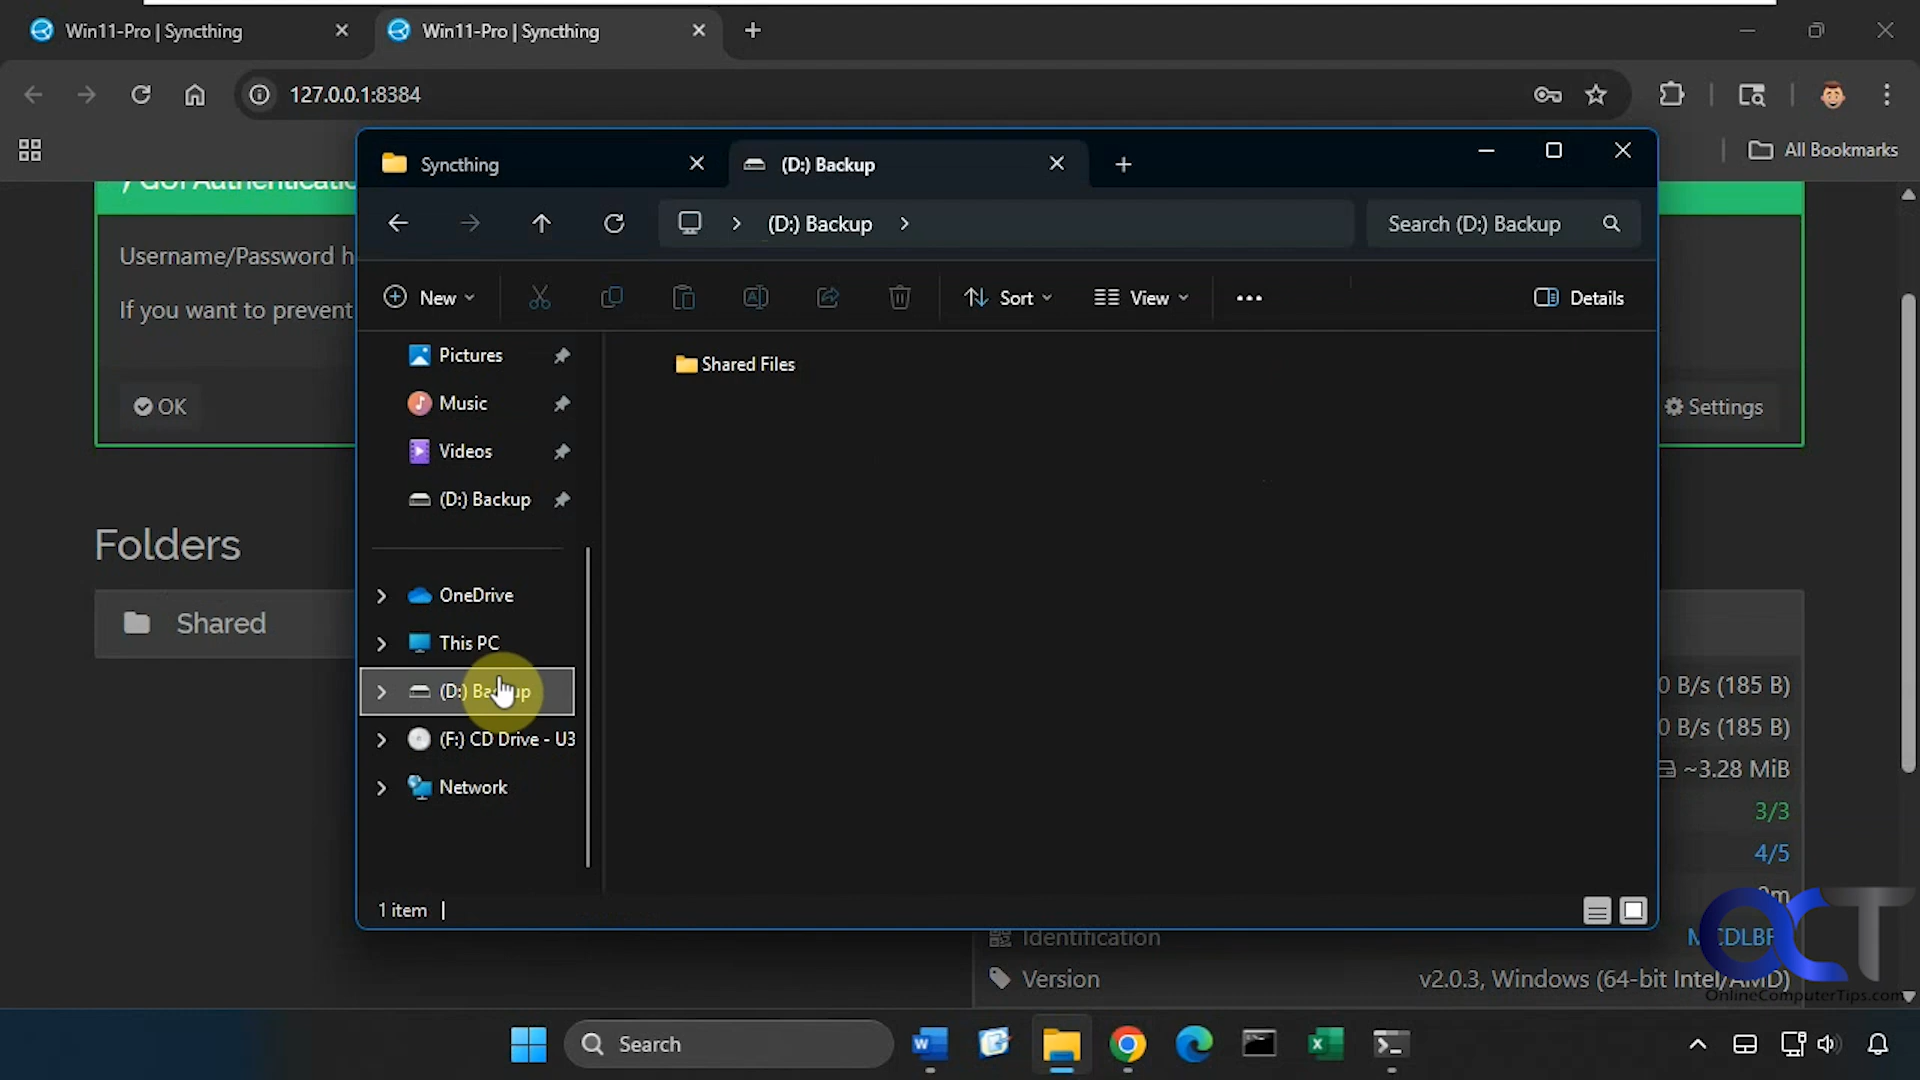 Win11-Pro | Syncthing
Win11-Pro | Syncthing
127.0.0.1:8384
All Bookmarks
Syncthing
(D:) Backup
(D:) Backup
Search (D:) Backup
New
Sort
View
Details
Username/Password h
If you want to prevent
OK
Settings
Pictures
Music
Videos
(D:) Backup
Shared Files
Folders
Shared
OneDrive
This PC
(D:) Backup
(F:) CD Drive - U3
Network
0 B/s (185 B)
0 B/s (185 B)
~3.28 MiB
3/3
4/5
1 item
Identification
Version
v2.0.3, Windows (64-bit Intel/AMD)
OCT
OnlineComputerTips.com
Search